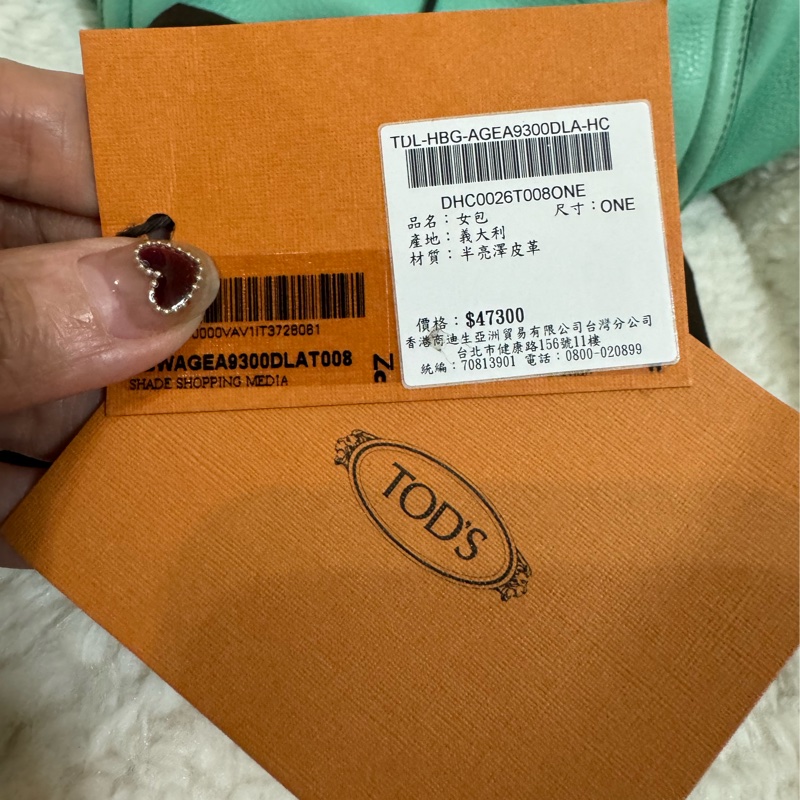 TDL-HBG-AGEA9300DLA-HC
DHC0026T008ONE
品名：女包 尺寸：ONE
產地：義大利
材質：半亮澤皮革
價格：$47300
香港商迪生亞洲貿易有限公司台灣分公司
台北市健康路156號11樓
統編：70813901 電話：0800-020899
000VAV1IT3728081
WAGEA9300DLAT008
SHADE SHOPPING MEDIA
TOD'S